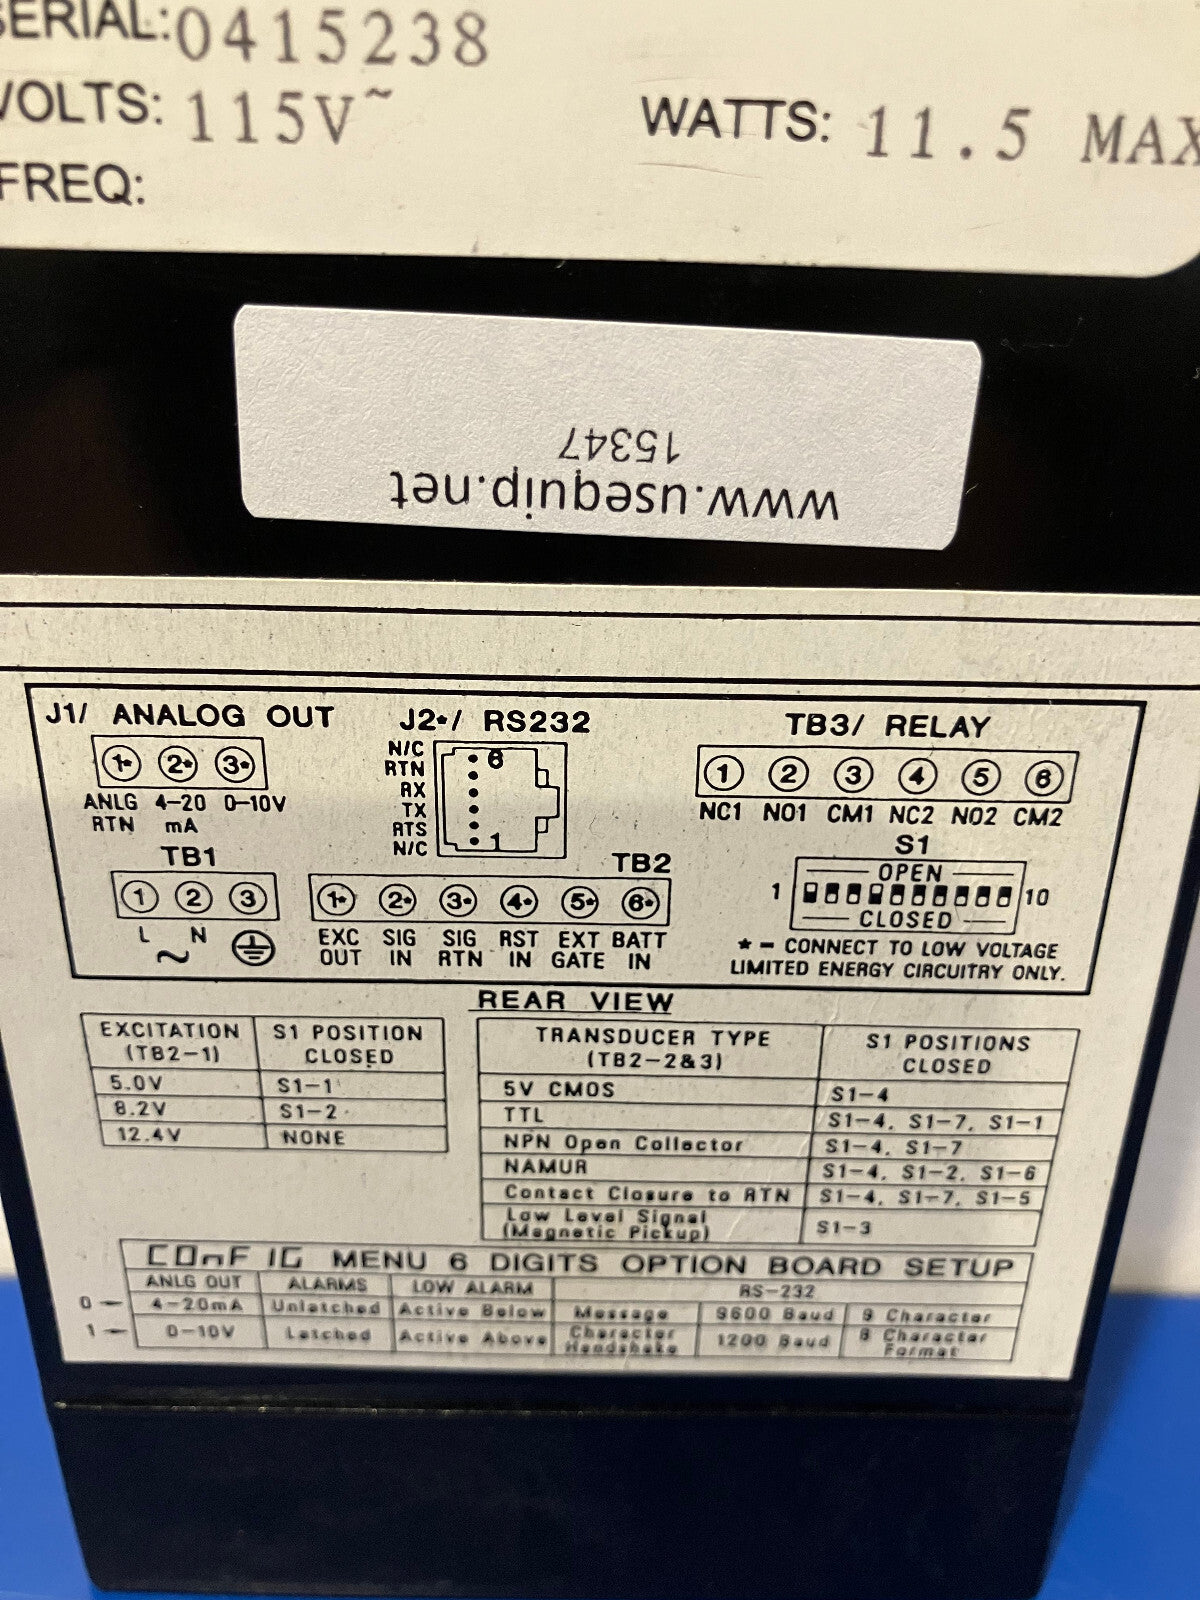 SERIAL: 0415238
VOLTS: 115V~ WATTS: 11.5 MAX
FREQ:
www.usequip.net
15347
J1/ ANALOG OUT J2*/ RS232 TB3/ RELAY
1* 2* 3*
ANLG RTN 4-20 mA 0-10V
N/C 6
RTN
RX
TX
RTS
N/C 1
1 2 3 4 5 6
NC1 NO1 CM1 NC2 NO2 CM2
TB1 TB2 S1
1 2 3
L N
~
1* 2* 3* 4* 5* 6*
EXC SIG SIG RST EXT BATT
OUT IN RTN IN GATE IN
OPEN
1 10
CLOSED
* - CONNECT TO LOW VOLTAGE
LIMITED ENERGY CIRCUITRY ONLY.
REAR VIEW
EXCITATION (TB2-1) S1 POSITION CLOSED
5.0V S1-1
8.2V S1-2
12.4V NONE
TRANSDUCER TYPE (TB2-2&3) S1 POSITIONS CLOSED
5V CMOS S1-4
TTL S1-4, S1-7, S1-1
NPN Open Collector S1-4, S1-7
NAMUR S1-4, S1-2, S1-6
Contact Closure to RTN S1-4, S1-7, S1-5
Low Level Signal (Magnetic Pickup) S1-3
COnF IG MENU 6 DIGITS OPTION BOARD SETUP
ANLG OUT ALARMS LOW ALARM RS-232
0 - 4-20mA Unlatched Active Below Message 9600 Baud 9 Character
1 - 0-10V Latched Active Above Character Handshake 1200 Baud 8 Character Format